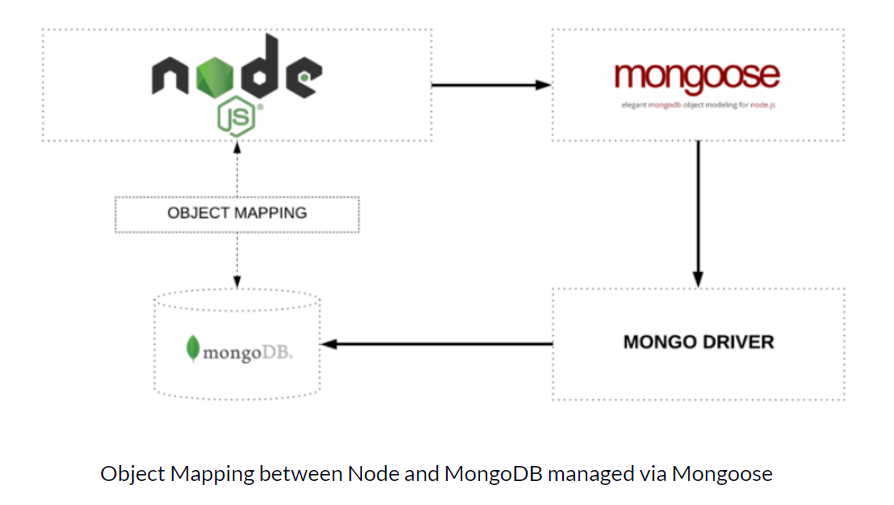 node
JS
mongoose
elegant mongodb object modeling for node.js
OBJECT MAPPING
mongoDB.
MONGO DRIVER
Object Mapping between Node and MongoDB managed via Mongoose